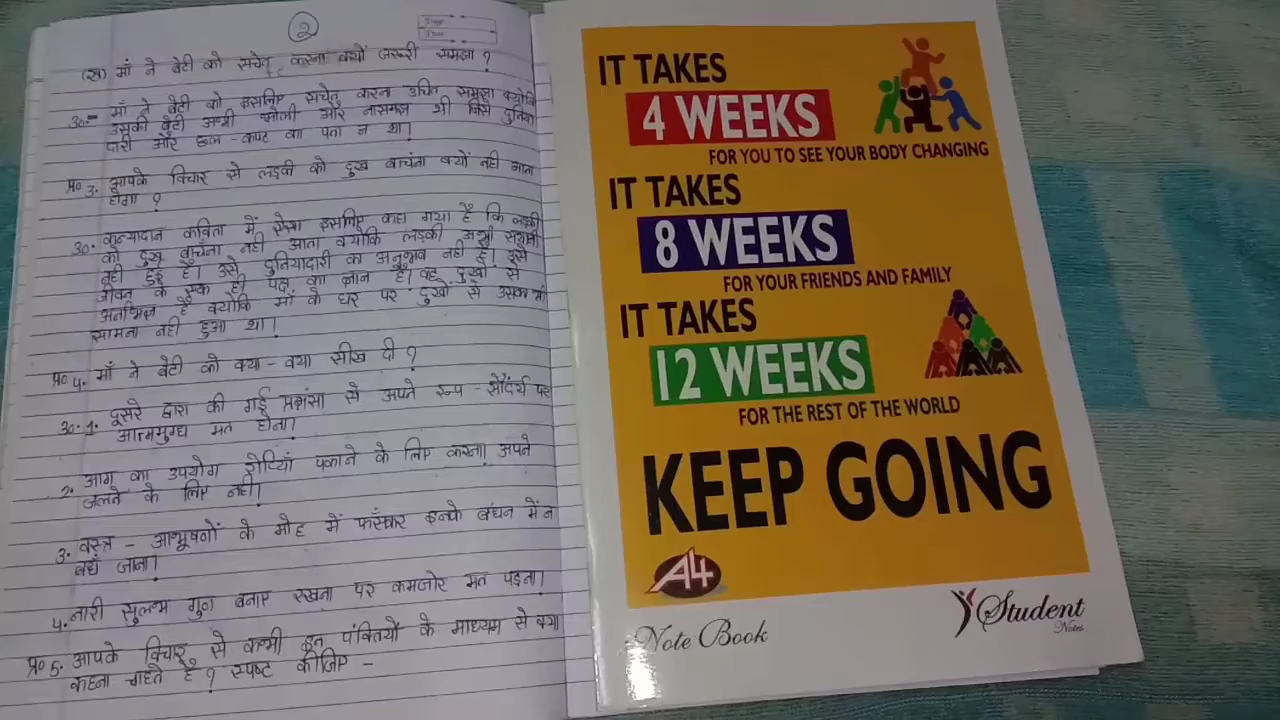 2
(ख) माँ ने बेटी को सचेत करना क्यों जरूरी समझा ?
उ०- माँ ने बेटी को इसलिए सचेत करना उचित समझा क्योंकि
उसकी बेटी अभी भोली और नासमझ थी जिसे दुनिया
दारी और छल-कपट का पता न था।
प्र० 3. आपके विचार से लड़की को दुख बाचंना क्यों नही आता
होगा ?
उ०. कन्यादान कविता में ऐसा इसलिए कहा गया है कि लड़की
को दुख बाचँना नही आता क्योंकि लड़की अभी सयानी
नही हुई है। उसे दुनियादारी का अनुभव नही है। उसे
जीवन के एक ही पक्ष का ज्ञान है। वह दुखों से
अनभिज्ञ है क्योंकि माँ के घर पर दुखों से उसका भी
सामना नही हुआ था।
प्र० 4. माँ ने बेटी को क्या-क्या सीख दी ?
उ०. 1. दूसरे द्वारा की गई प्रशंसा से अपने रूप-सौंदर्य पर
आत्ममुग्ध मत होना।
2. आग का उपयोग रोटियाँ पकाने के लिए करना अपने
जलने के लिए नही।
3. वस्त्र - आभूषणों के मोह में फँसकर इनके बंधन में न
बधँ जाना।
4. नारी सुलभ गुण बनाए रखना पर कमजोर मत पड़ना।
प्र० 5. आपके विचार से कभी इन पंक्तियों के माध्यम से क्या
कहना चाहते है ? स्पष्ट कीजिए -
IT TAKES
4 WEEKS
FOR YOU TO SEE YOUR BODY CHANGING
IT TAKES
8 WEEKS
FOR YOUR FRIENDS AND FAMILY
IT TAKES
12 WEEKS
FOR THE REST OF THE WORLD
KEEP GOING
A4
Note Book
Student
Notes